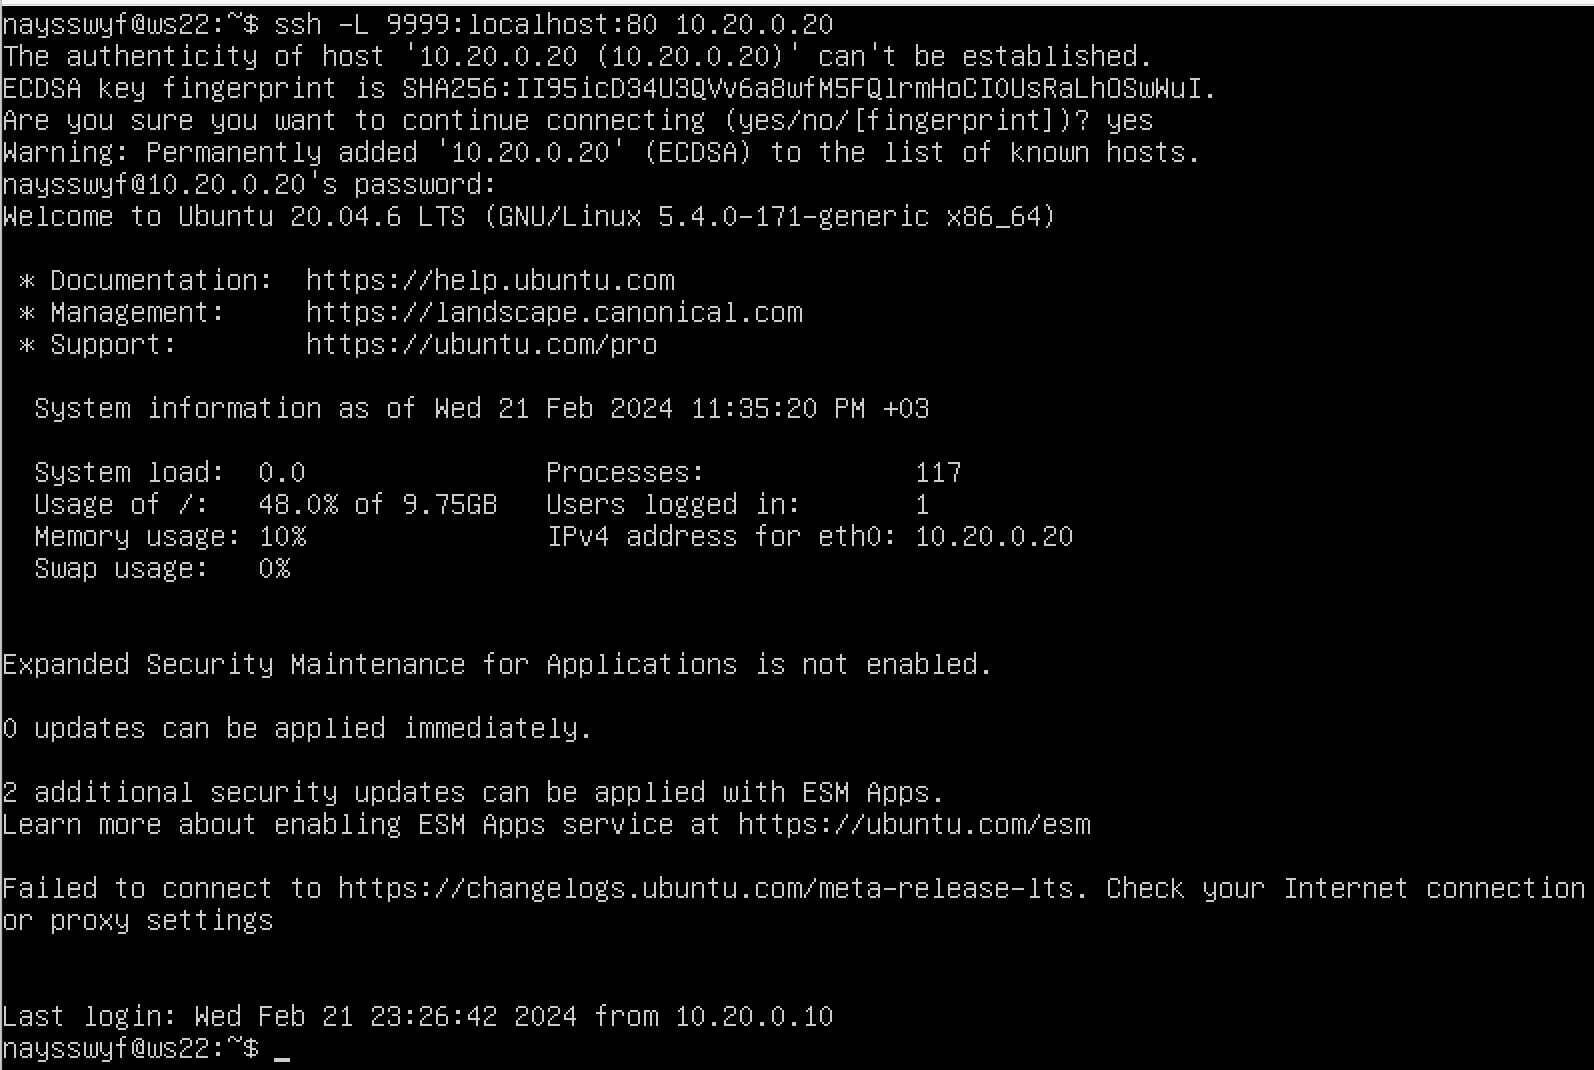 naysswyf@ws22:~$ ssh -L 9999:localhost:80 10.20.0.20
The authenticity of host '10.20.0.20 (10.20.0.20)' can't be established.
ECDSA key fingerprint is SHA256:II95icD34U3QVv6a8wfM5FQlrmHoCI0UsRaLhOSwWuI.
Are you sure you want to continue connecting (yes/no/[fingerprint])? yes
Warning: Permanently added '10.20.0.20' (ECDSA) to the list of known hosts.
naysswyf@10.20.0.20's password:
Welcome to Ubuntu 20.04.6 LTS (GNU/Linux 5.4.0-171-generic x86_64)
* Documentation:  https://help.ubuntu.com
* Management:     https://landscape.canonical.com
* Support:        https://ubuntu.com/pro
System information as of Wed 21 Feb 2024 11:35:20 PM +03
System load:  0.0               Processes:             117
Usage of /:   48.0% of 9.75GB   Users logged in:       1
Memory usage: 10%               IPv4 address for eth0: 10.20.0.20
Swap usage:   0%
Expanded Security Maintenance for Applications is not enabled.
0 updates can be applied immediately.
2 additional security updates can be applied with ESM Apps.
Learn more about enabling ESM Apps service at https://ubuntu.com/esm
Failed to connect to https://changelogs.ubuntu.com/meta-release-lts. Check your Internet connection
or proxy settings
Last login: Wed Feb 21 23:26:42 2024 from 10.20.0.10
naysswyf@ws22:~$ _